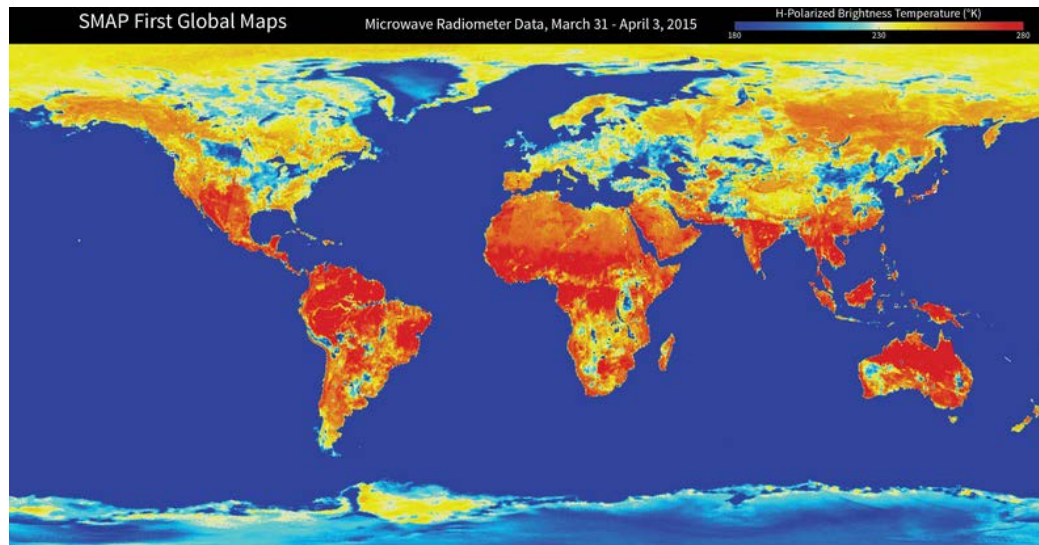 SMAP First Global Maps
Microwave Radiometer Data, March 31 - April 3, 2015
H-Polarized Brightness Temperature (°K)
180 230 280